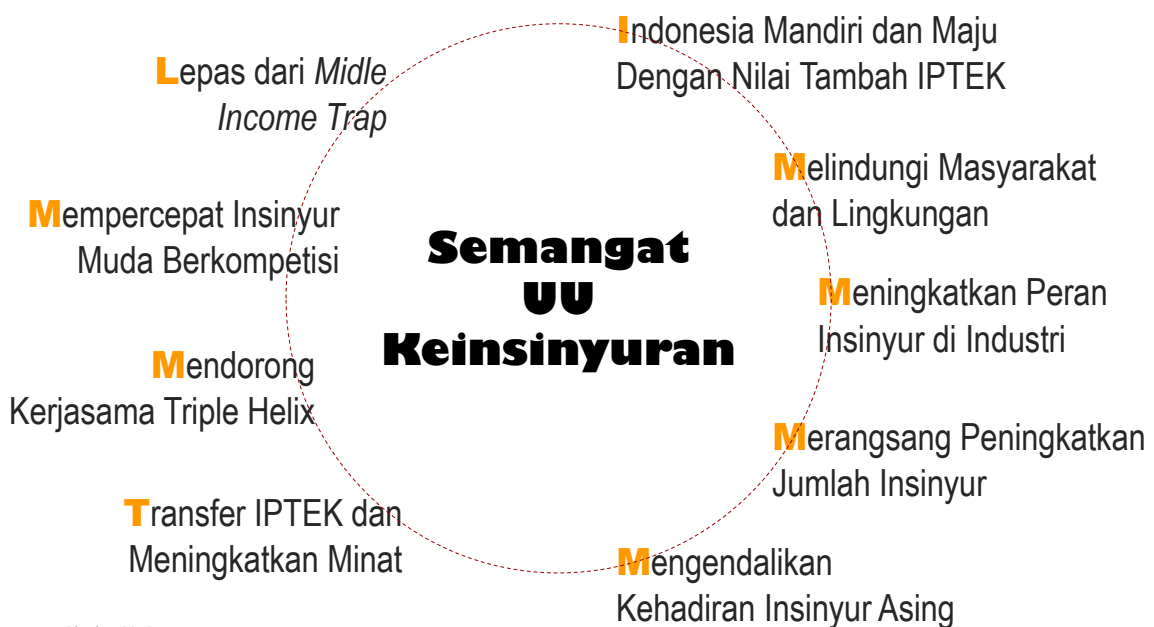 Indonesia Mandiri dan Maju
Dengan Nilai Tambah IPTEK
Melindungi Masyarakat
dan Lingkungan
Meningkatkan Peran
Insinyur di Industri
Merangsang Peningkatkan
Jumlah Insinyur
Mengendalikan
Kehadiran Insinyur Asing
Transfer IPTEK dan
Meningkatkan Minat
Mendorong
Kerjasama Triple Helix
Mempercepat Insinyur
Muda Berkompetisi
Lepas dari Midle
Income Trap
Semangat
UU
Keinsinyuran